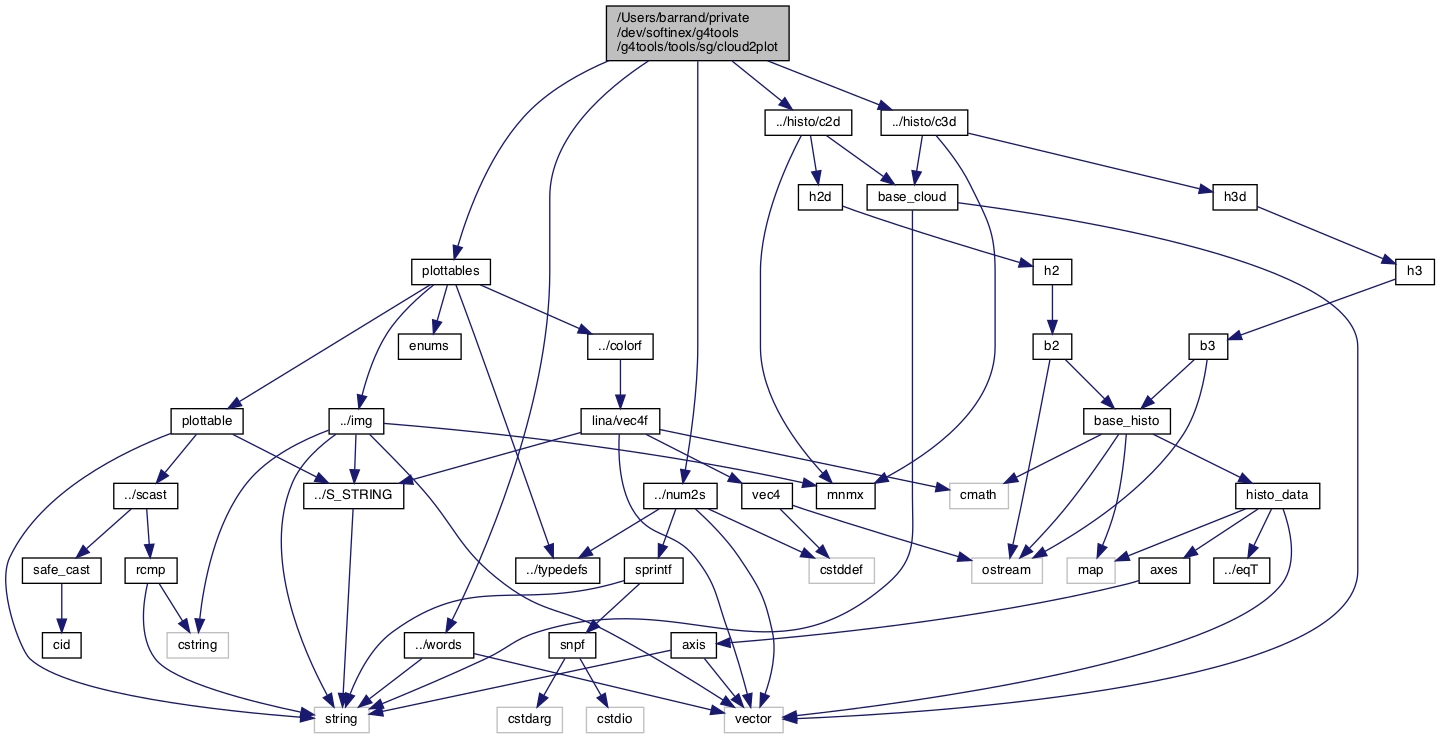 /Users/barrand/private
/dev/softinex/g4tools
/g4tools/tools/sg/cloud2plot
../histo/c2d
../histo/c3d
h2d
base_cloud
h3d
plottables
h2
h3
enums
../colorf
b2
b3
plottable
../img
lina/vec4f
base_histo
../scast
../S_STRING
../num2s
vec4
mnmx
cmath
histo_data
safe_cast
rcmp
../typedefs
sprintf
cstddef
ostream
map
axes
../eqT
cid
cstring
../words
snpf
axis
string
cstdarg
cstdio
vector